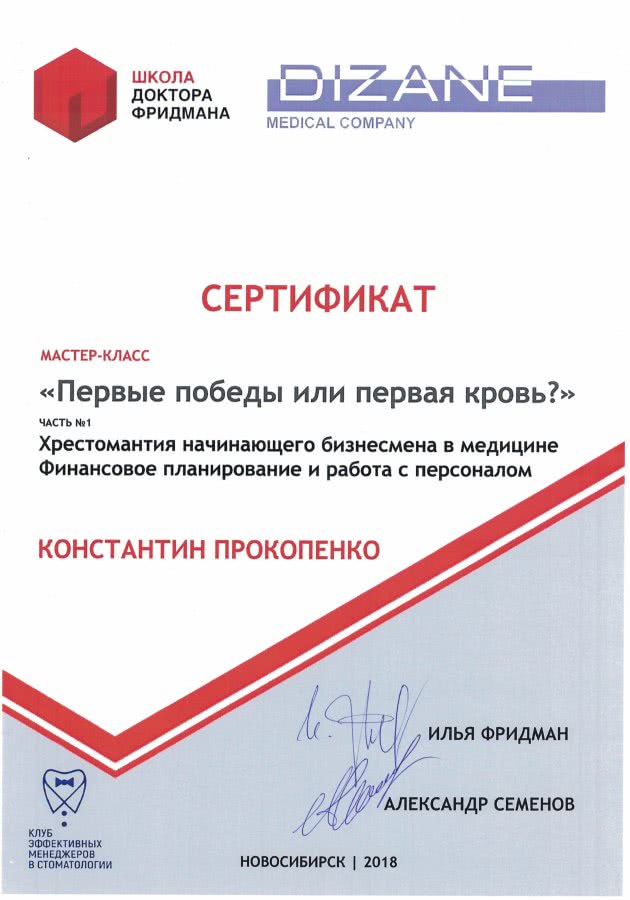 ШКОЛА
ДОКТОРА
ФРИДМАНА
DIZANE
MEDICAL COMPANY
СЕРТИФИКАТ
МАСТЕР-КЛАСС
«Первые победы или первая кровь?»
ЧАСТЬ №1
Хрестомантия начинающего бизнесмена в медицине
Финансовое планирование и работа с персоналом
КОНСТАНТИН ПРОКОПЕНКО
ИЛЬЯ ФРИДМАН
АЛЕКСАНДР СЕМЕНОВ
КЛУБ
ЭФФЕКТИВНЫХ
МЕНЕДЖЕРОВ
В СТОМАТОЛОГИИ
НОВОСИБИРСК | 2018